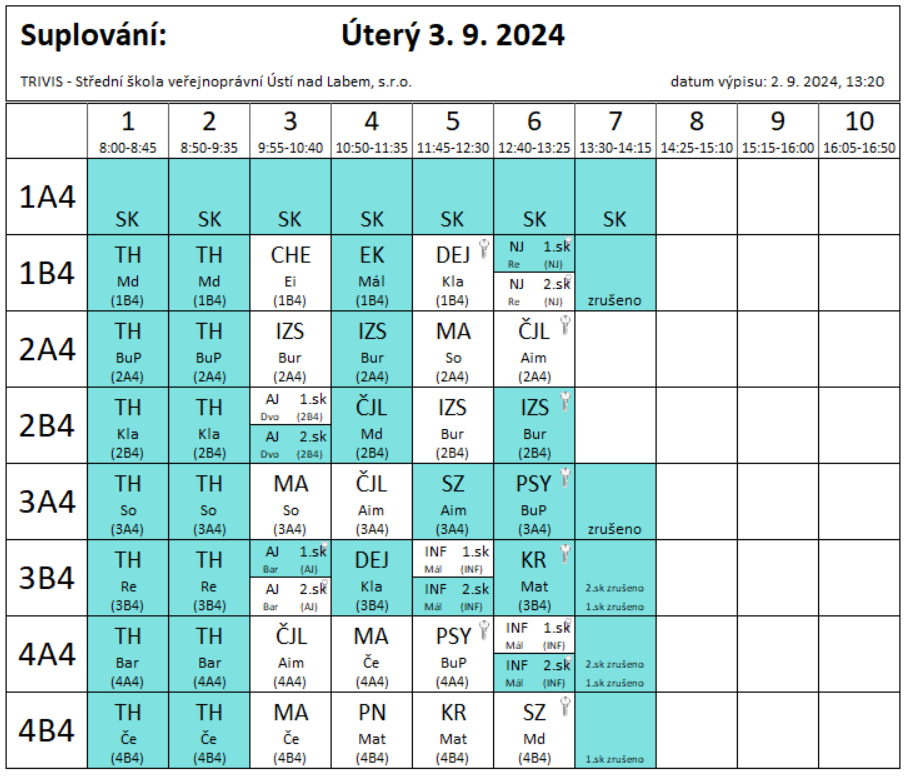 Suplování: Úterý 3. 9. 2024
TRIVIS - Střední škola veřejnoprávní Ústí nad Labem, s.r.o. datum výpisu: 2. 9. 2024, 13:20
1 2 3 4 5 6 7 8 9 10
8:00-8:45 8:50-9:35 9:55-10:40 10:50-11:35 11:45-12:30 12:40-13:25 13:30-14:15 14:25-15:10 15:15-16:00 16:05-16:50
1A4 SK SK SK SK SK SK SK
1B4
TH TH CHE EK DEJ NJ 1.sk
Md Md Ei Mál Kla Re (NJ)
(1B4) (1B4) (1B4) (1B4) (1B4) NJ 2.sk
Re (NJ) zrušeno
2A4
TH TH IZS IZS MA ČJL
BuP BuP Bur Bur So Aim
(2A4) (2A4) (2A4) (2A4) (2A4) (2A4)
2B4
TH TH AJ 1.sk ČJL IZS IZS
Kla Kla Dvo (2B4) Md Bur Bur
(2B4) (2B4) AJ 2.sk (2B4) (2B4) (2B4)
Dvo (2B4)
3A4
TH TH MA ČJL SZ PSY
So So So Aim Aim BuP
(3A4) (3A4) (3A4) (3A4) (3A4) (3A4) zrušeno
3B4
TH TH AJ 1.sk DEJ INF 1.sk KR
Re Re Bar (AJ) Kla Mál (INF) Mat 2.sk zrušeno
(3B4) (3B4) AJ 2.sk (3B4) INF 2.sk (3B4) 1.sk zrušeno
Bar (AJ) Mál (INF)
4A4
TH TH ČJL MA PSY INF 1.sk
Bar Bar Aim Če BuP Mál (INF) 2.sk zrušeno
(4A4) (4A4) (4A4) (4A4) (4A4) INF 2.sk 1.sk zrušeno
Mál (INF)
4B4
TH TH MA PN KR SZ
Če Če Če Mat Mat Md
(4B4) (4B4) (4B4) (4B4) (4B4) (4B4) 1.sk zrušeno